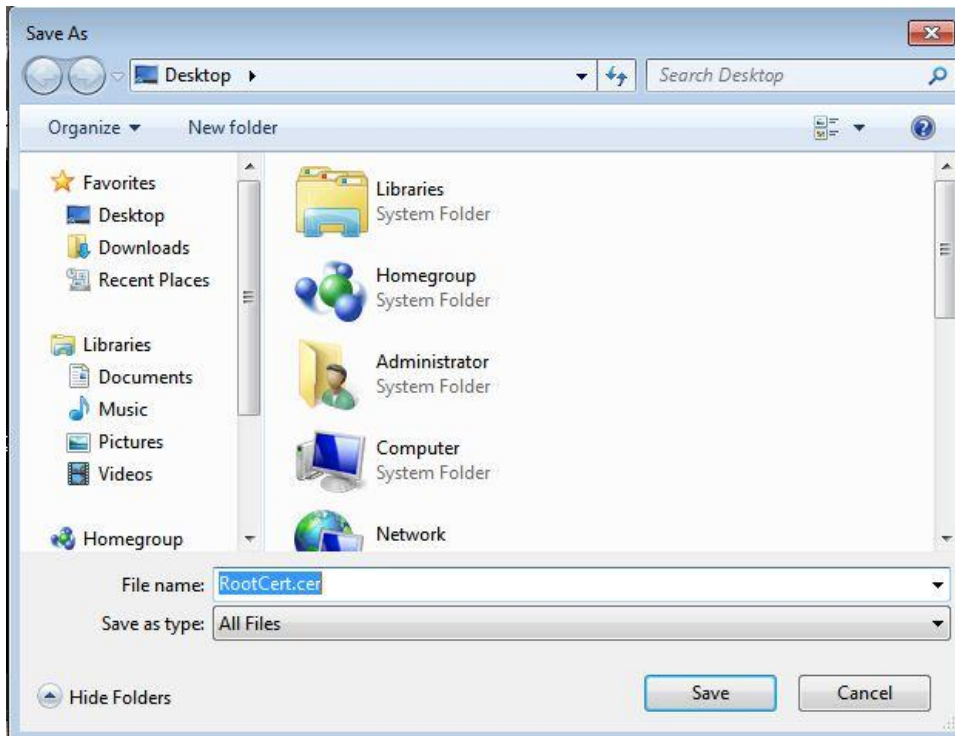 Save As
Desktop
Search Desktop
Organize
New folder
Favorites
Desktop
Downloads
Recent Places
Libraries
Documents
Music
Pictures
Videos
Homegroup
Libraries
System Folder
Homegroup
System Folder
Administrator
System Folder
Computer
System Folder
Network
File name: RootCert.cer
Save as type: All Files
Hide Folders
Save
Cancel